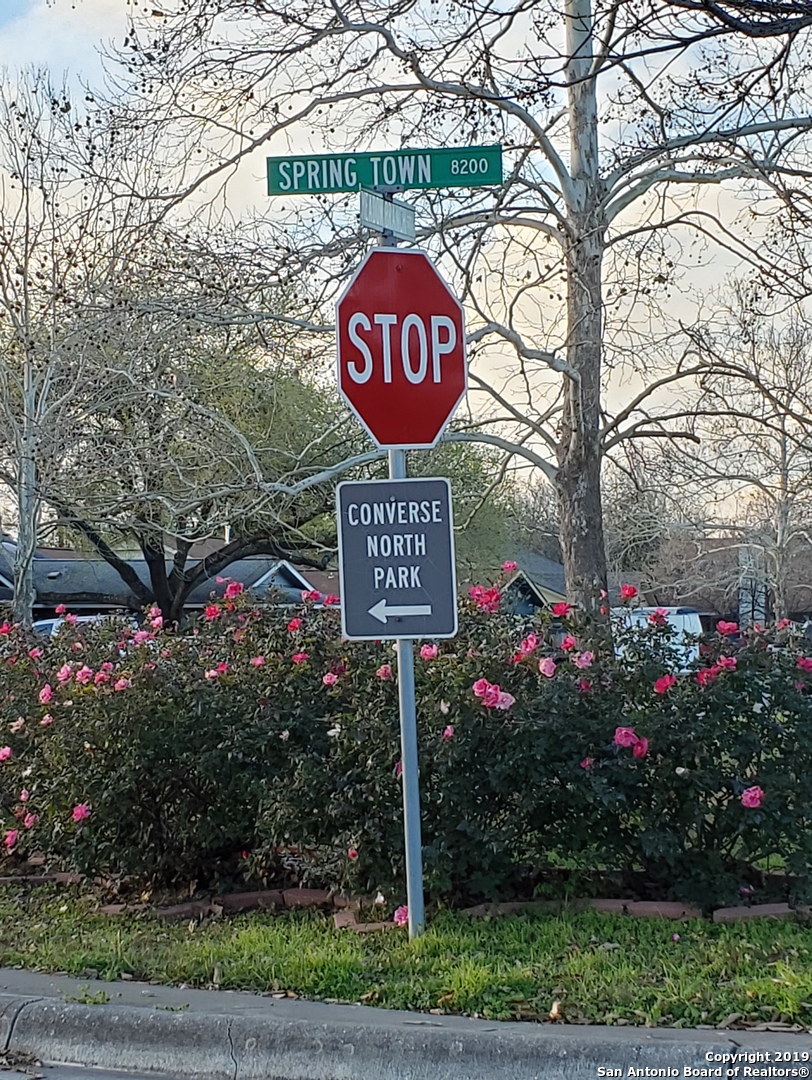 SPRING TOWN 8200
STOP
CONVERSE
NORTH
PARK
Copyright 2019
San Antonio Board of Realtors®